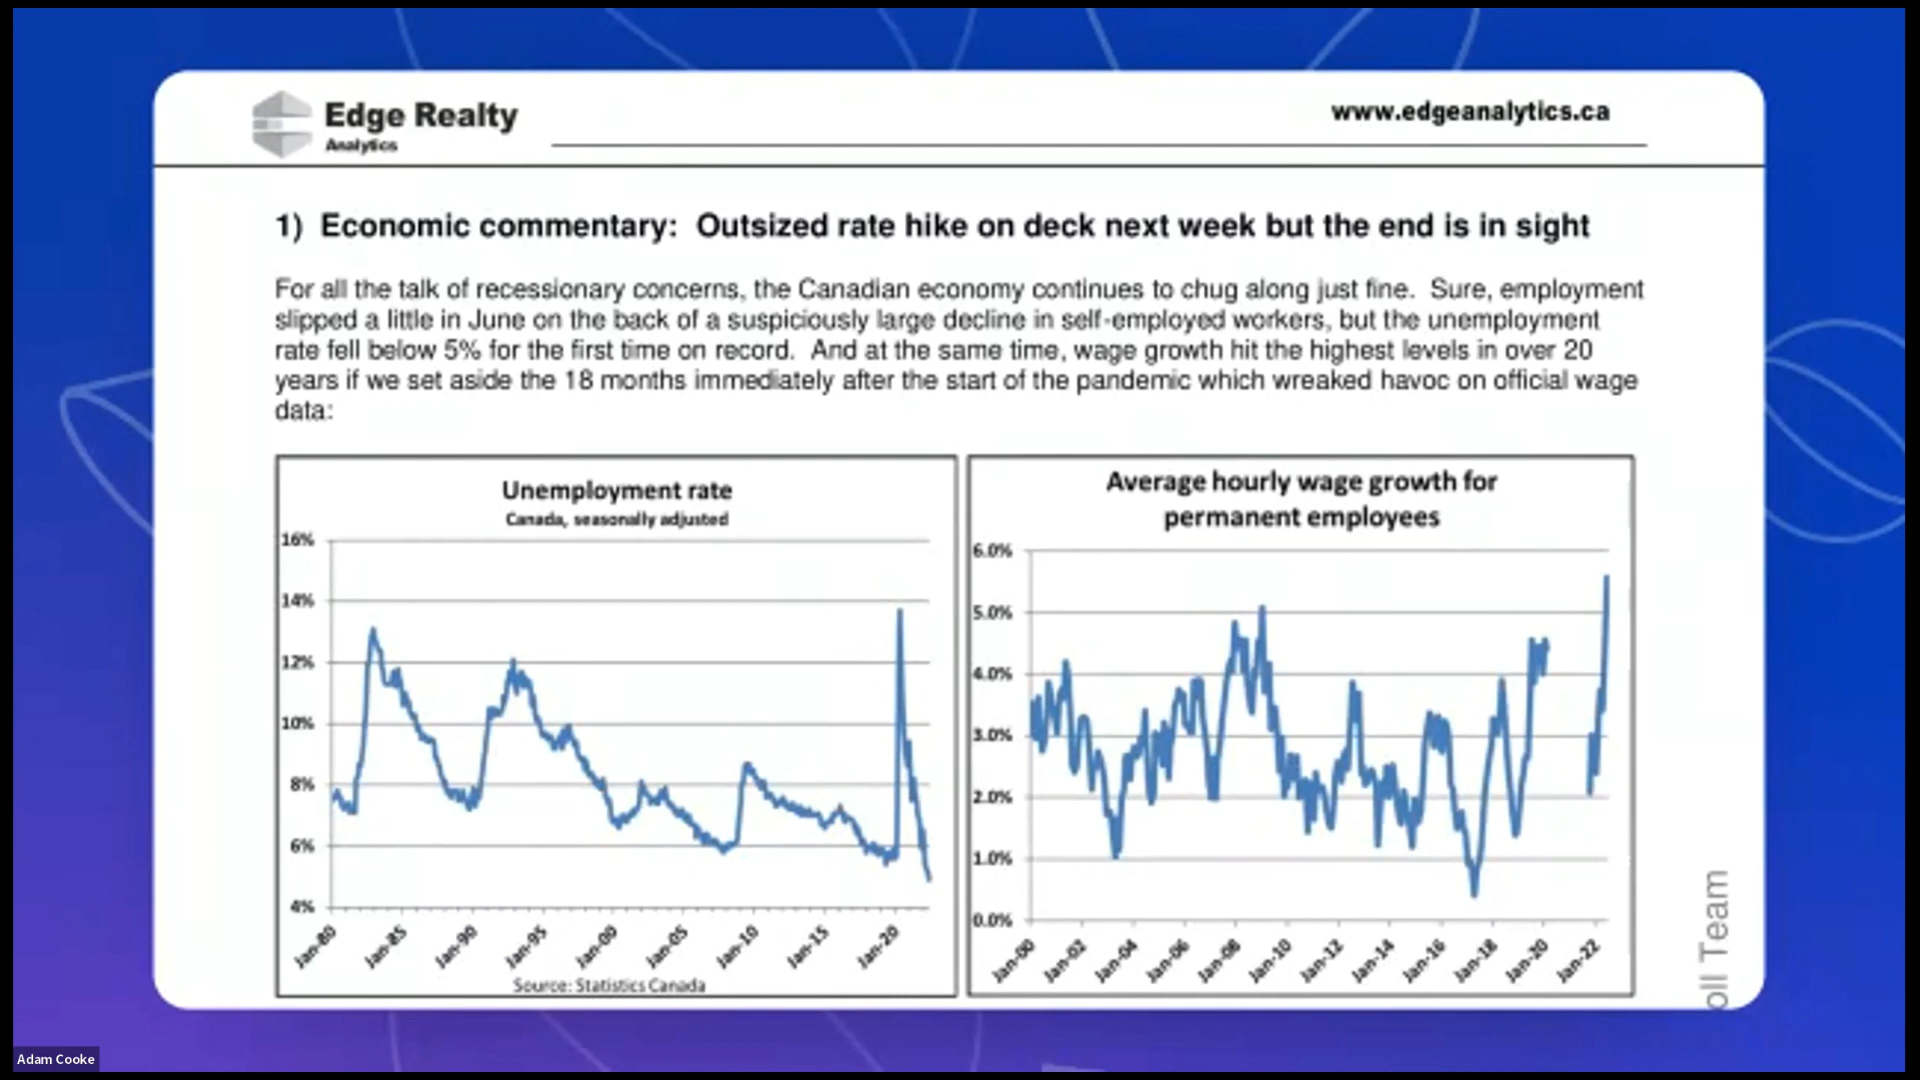 Edge Realty
Analytics
www.edgeanalytics.ca
1) Economic commentary: Outsized rate hike on deck next week but the end is in sight
For all the talk of recessionary concerns, the Canadian economy continues to chug along just fine. Sure, employment
slipped a little in June on the back of a suspiciously large decline in self-employed workers, but the unemployment
rate fell below 5% for the first time on record. And at the same time, wage growth hit the highest levels in over 20
years if we set aside the 18 months immediately after the start of the pandemic which wreaked havoc on official wage
data:
Unemployment rate
Canada, seasonally adjusted
16%
14%
12%
10%
8%
6%
4%
Jan-80 Jan-85 Jan-90 Jan-95 Jan-00 Jan-05 Jan-10 Jan-15 Jan-20
Source: Statistics Canada
Average hourly wage growth for
permanent employees
6.0%
5.0%
4.0%
3.0%
2.0%
1.0%
0.0%
Jan-00 Jan-02 Jan-04 Jan-06 Jan-08 Jan-10 Jan-12 Jan-14 Jan-16 Jan-18 Jan-20 Jan-22
oll Team
Adam Cooke